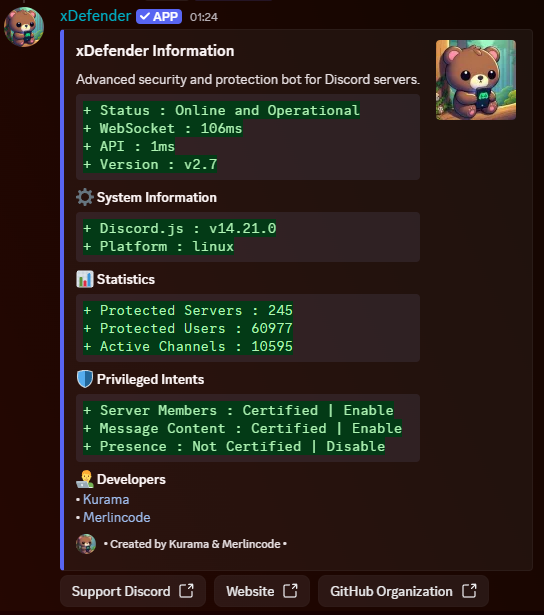 xDefender ✓ APP 01:24
xDefender Information
Advanced security and protection bot for Discord servers.
+ Status : Online and Operational
+ WebSocket : 106ms
+ API : 1ms
+ Version : v2.7
System Information
+ Discord.js : v14.21.0
+ Platform : linux
Statistics
+ Protected Servers : 245
+ Protected Users : 60977
+ Active Channels : 10595
Privileged Intents
+ Server Members : Certified | Enable
+ Message Content : Certified | Enable
+ Presence : Not Certified | Disable
Developers
• Kurama
• Merlincode
• Created by Kurama & Merlincode •
Support Discord
Website
GitHub Organization